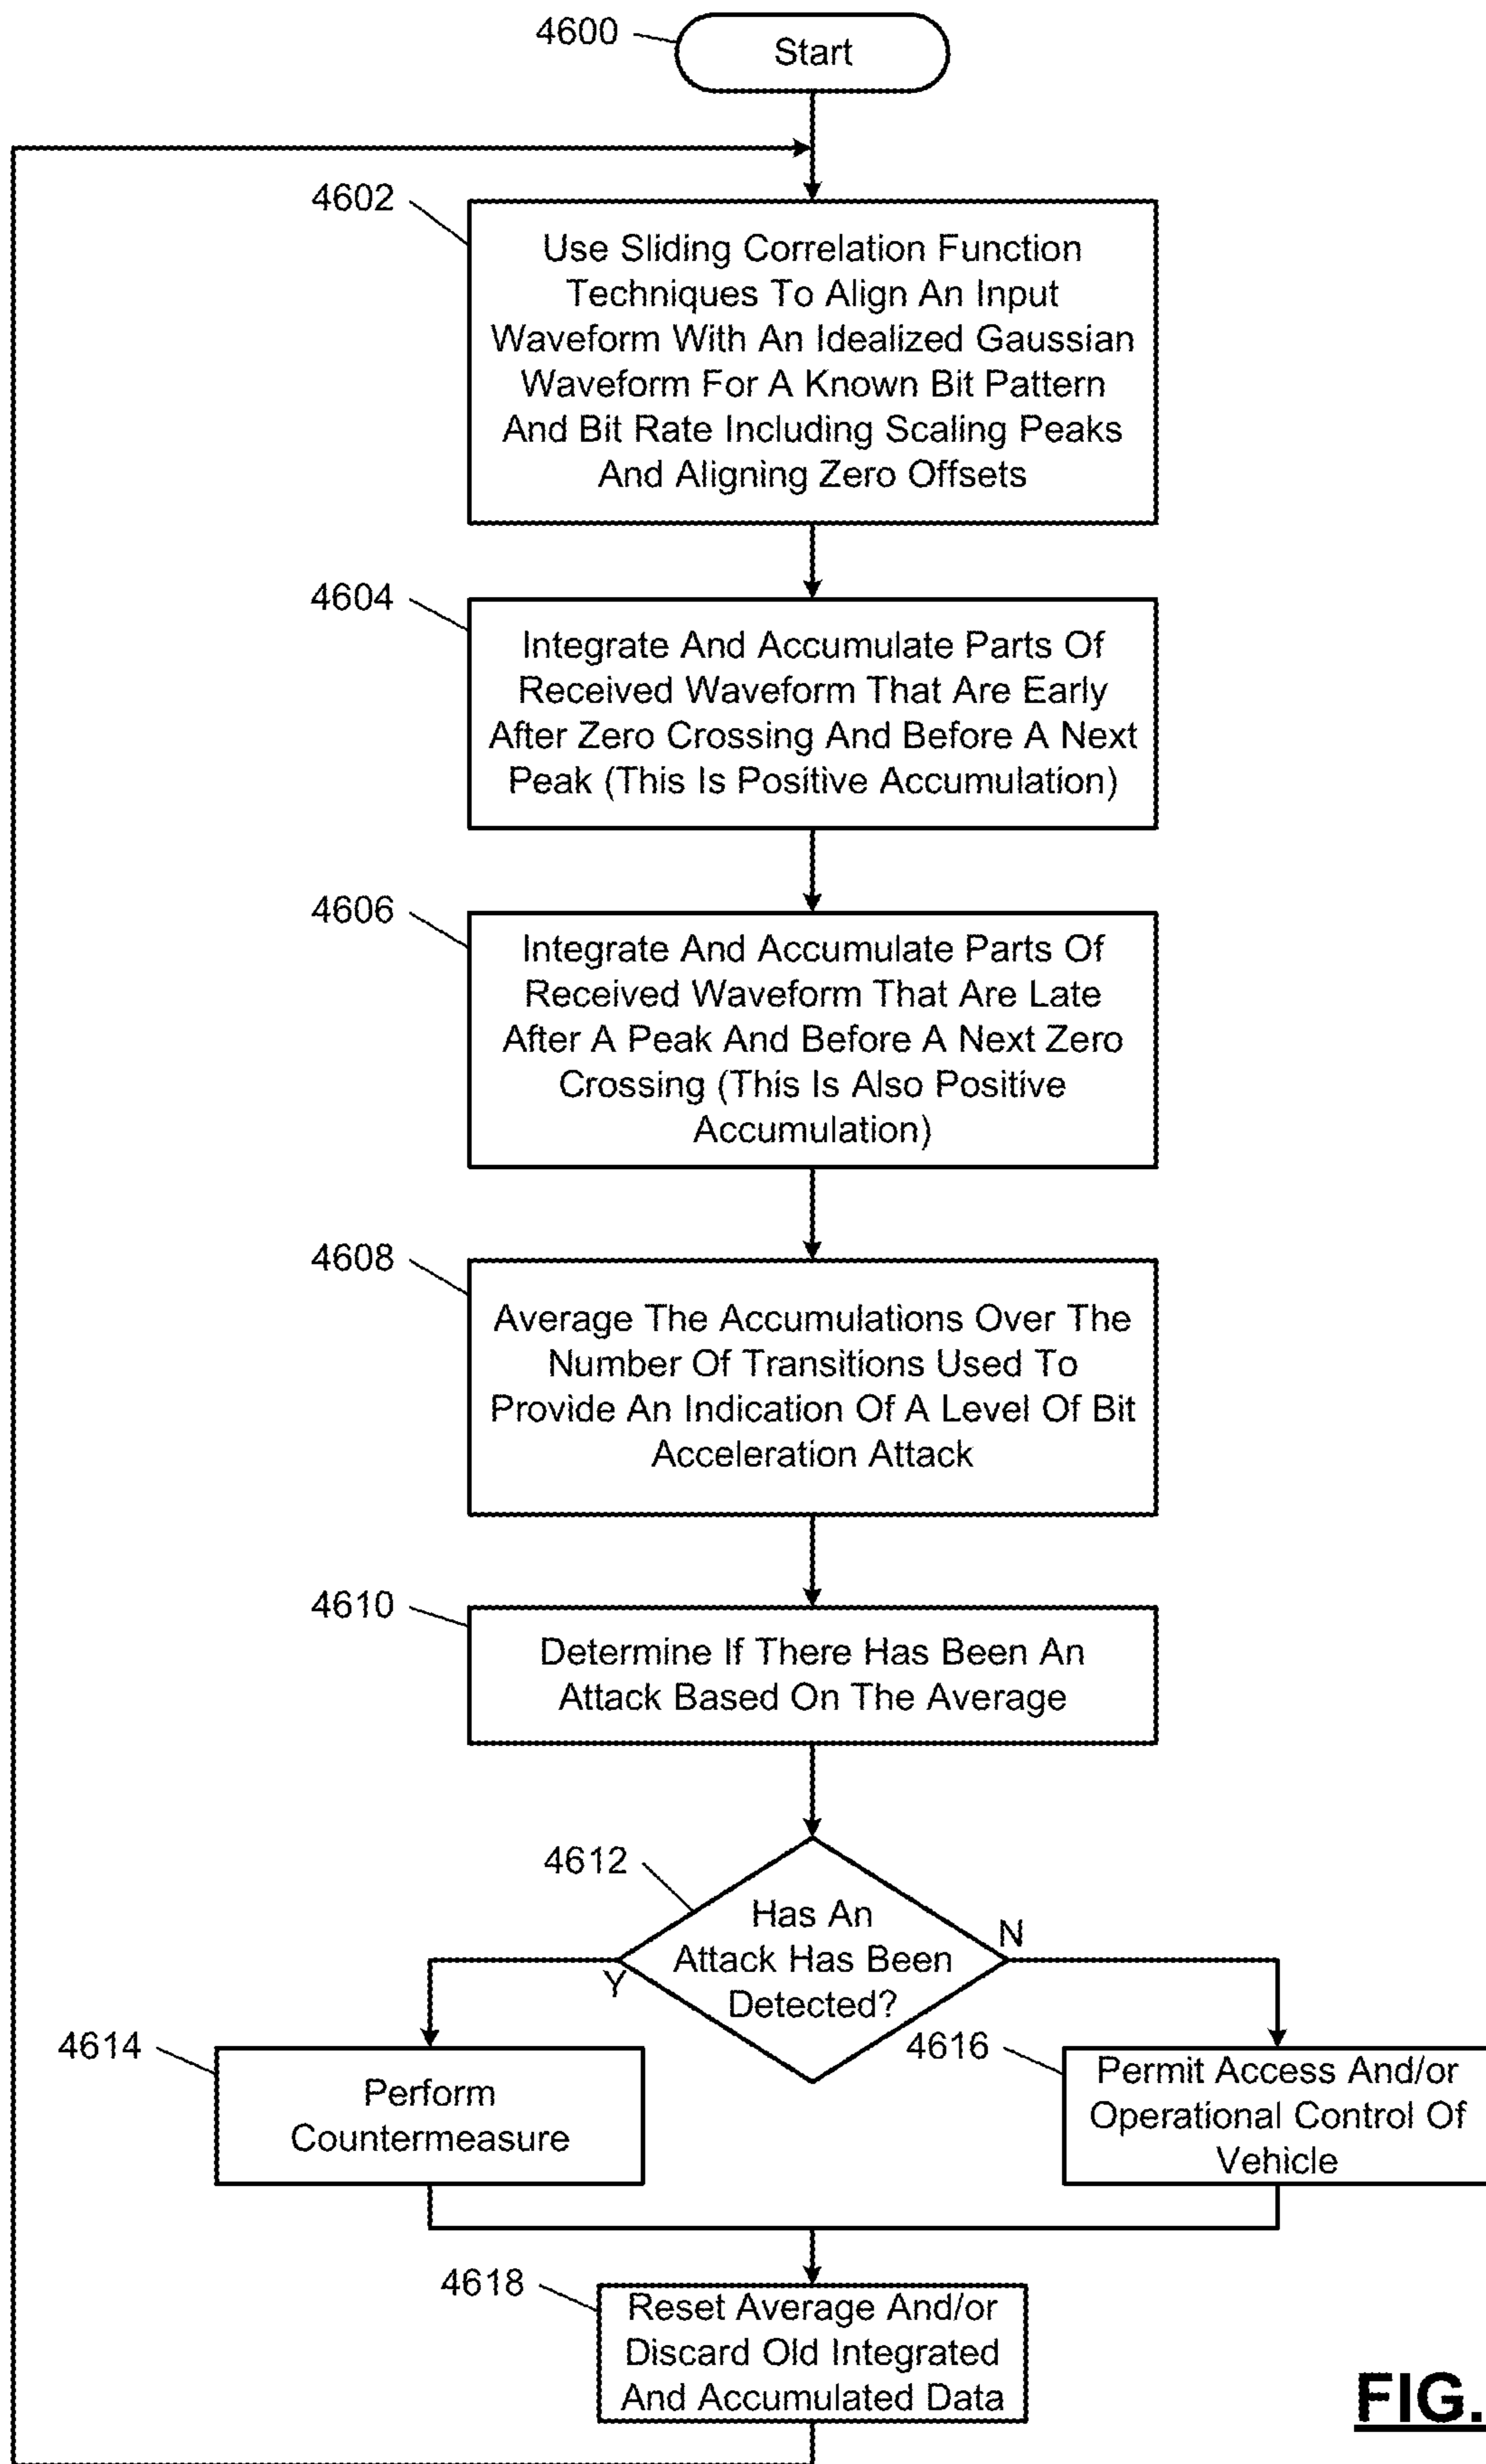 4600
Start
4602
Use Sliding Correlation Function
Techniques To Align An Input
Waveform With An Idealized Gaussian
Waveform For A Known Bit Pattern
And Bit Rate Including Scaling Peaks
And Aligning Zero Offsets
4604
Integrate And Accumulate Parts Of
Received Waveform That Are Early
After Zero Crossing And Before A Next
Peak (This Is Positive Accumulation)
4606
Integrate And Accumulate Parts Of
Received Waveform That Are Late
After A Peak And Before A Next Zero
Crossing (This Is Also Positive
Accumulation)
4608
Average The Accumulations Over The
Number Of Transitions Used To
Provide An Indication Of A Level Of Bit
Acceleration Attack
4610
Determine If There Has Been An
Attack Based On The Average
4612
Has An
Attack Has Been
Detected?
Y
N
4614
Perform
Countermeasure
4616
Permit Access And/or
Operational Control Of
Vehicle
4618
Reset Average And/or
Discard Old Integrated
And Accumulated Data
FIG.